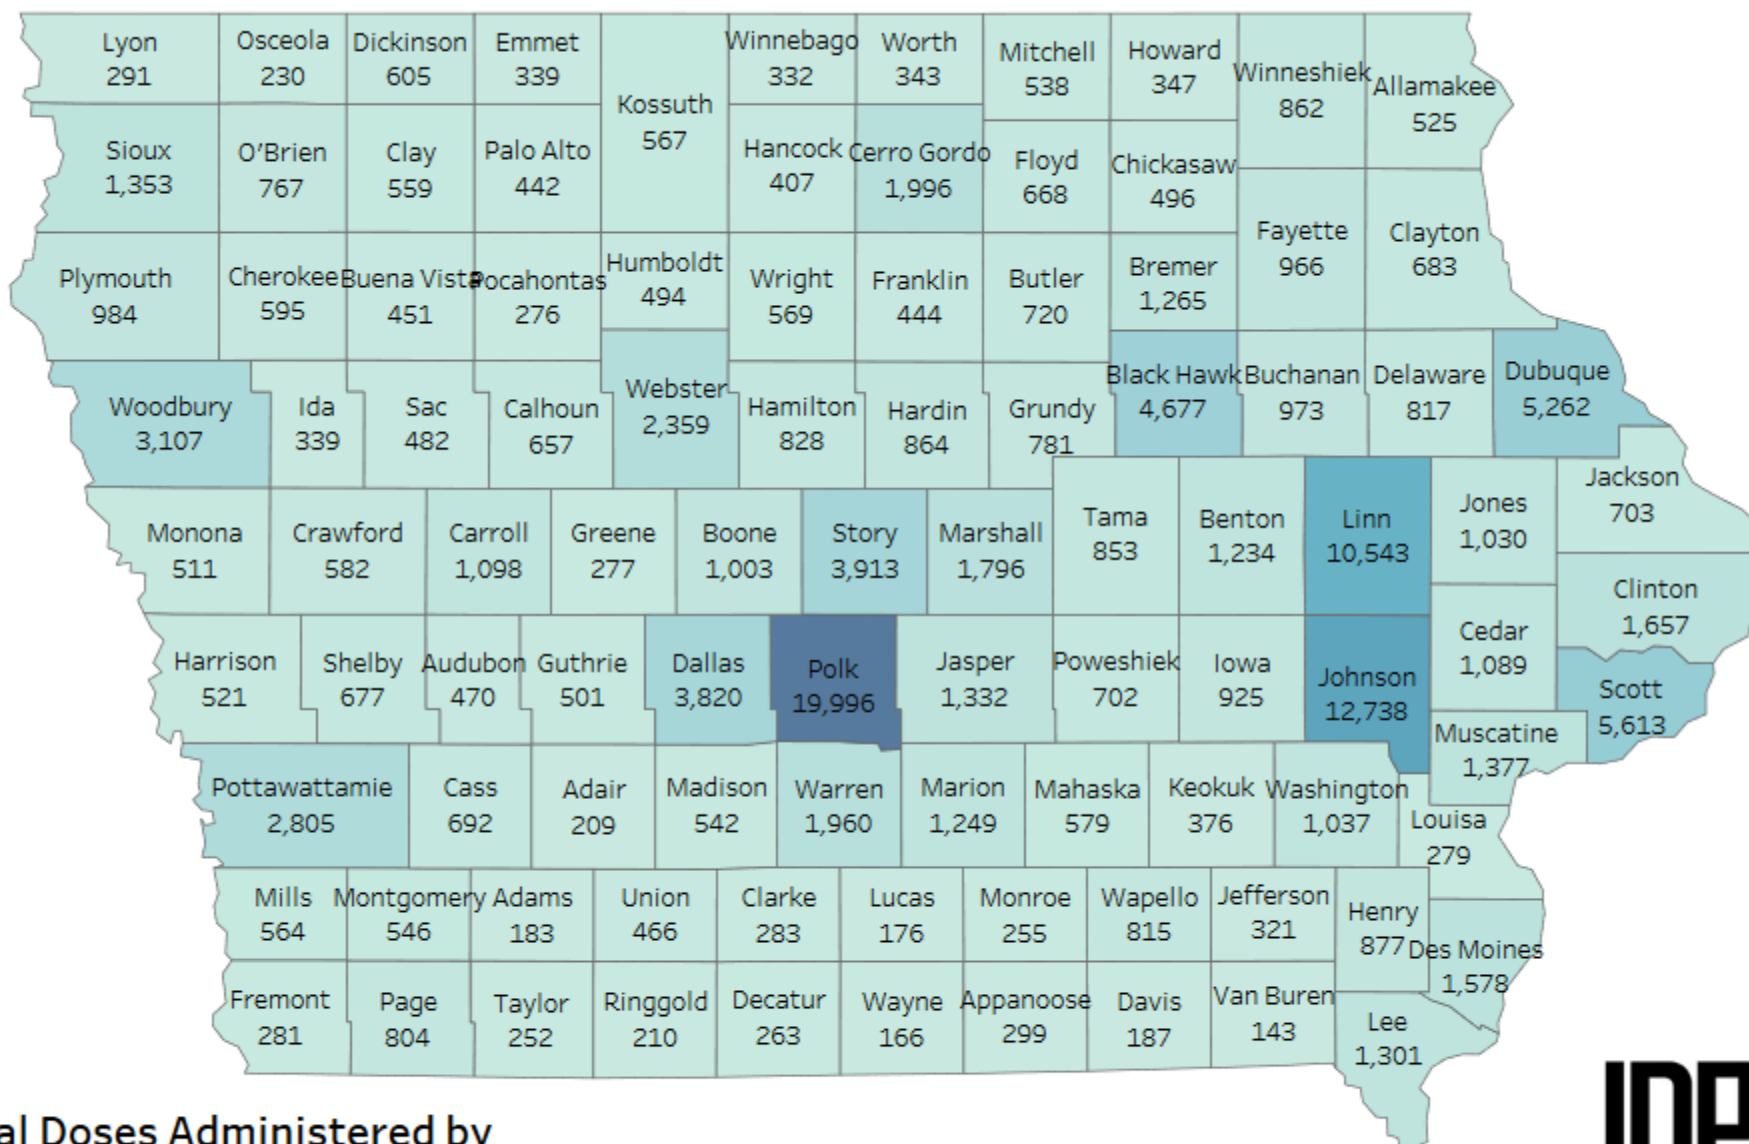 Lyon
291
Osceola
230
Dickinson
605
Emmet
339
Kossuth
567
Winnebago
332
Worth
343
Mitchell
538
Howard
347
Winneshiek
862
Allamakee
525
Sioux
1,353
O'Brien
767
Clay
559
Palo Alto
442
Hancock
407
Cerro Gordo
1,996
Floyd
668
Chickasaw
496
Fayette
966
Clayton
683
Plymouth
984
Cherokee
595
Buena Vista
451
Pocahontas
276
Humboldt
494
Wright
569
Franklin
444
Butler
720
Bremer
1,265
Woodbury
3,107
Ida
339
Sac
482
Calhoun
657
Webster
2,359
Hamilton
828
Hardin
864
Grundy
781
Black Hawk
4,677
Buchanan
973
Delaware
817
Dubuque
5,262
Monona
511
Crawford
582
Carroll
1,098
Greene
277
Boone
1,003
Story
3,913
Marshall
1,796
Tama
853
Benton
1,234
Linn
10,543
Jones
1,030
Jackson
703
Clinton
1,657
Harrison
521
Shelby
677
Audubon
470
Guthrie
501
Dallas
3,820
Polk
19,996
Jasper
1,332
Poweshiek
702
Iowa
925
Johnson
12,738
Cedar
1,089
Scott
5,613
Muscatine
1,377
Pottawattamie
2,805
Cass
692
Adair
209
Madison
542
Warren
1,960
Marion
1,249
Mahaska
579
Keokuk
376
Washington
1,037
Louisa
279
Mills
564
Montgomery
546
Adams
183
Union
466
Clarke
283
Lucas
176
Monroe
255
Wapello
815
Jefferson
321
Henry
877
Des Moines
1,578
Fremont
281
Page
804
Taylor
252
Ringgold
210
Decatur
263
Wayne
166
Appanoose
299
Davis
187
Van Buren
143
Lee
1,301
al Doses Administered by